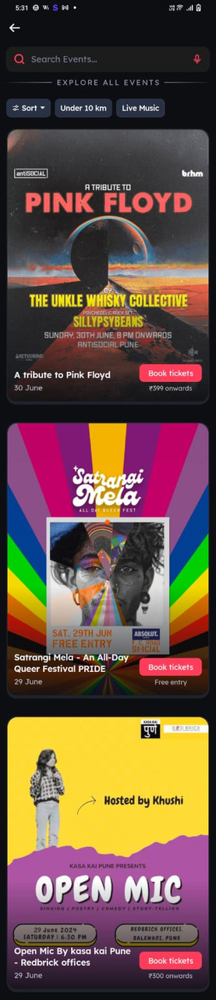 5:31
Search Events...
EXPLORE ALL EVENTS
Sort
Under 10 km
Live Music
antiSOCIAL
brhm
A TRIBUTE TO
PINK FLOYD
BY
THE UNKLE WHISKY COLLECTIVE
PSYCHEDELIC ROCK SET
SILLYPSYBEANS
SUNDAY, 30TH JUNE, 8 PM ONWARDS
ANTISOCIAL PUNE
A tribute to Pink Floyd
30 June
Book tickets
₹399 onwards
Satrangi
Mela
ALL DAY QUEER FEST
SAT. 29TH JUN
FREE ENTRY
ABSOLUT.
SOCIAL
Satrangi Mela - An All-Day
Queer Festival PRIDE
29 June
Book tickets
Free entry
KASA KAI
पुणे
RED BRICK
Hosted by Khushi
KASA KAI PUNE PRESENTS
OPEN MIC
SINGING | POETRY | COMEDY | STORY-TELLING
29 June 2024
SATURDAY | 6:30 PM
REDBRICK OFFICES,
BALEWADI, PUNE
Open Mic By kasa kai Pune
- Redbrick offices
29 June
Book tickets
₹300 onwards